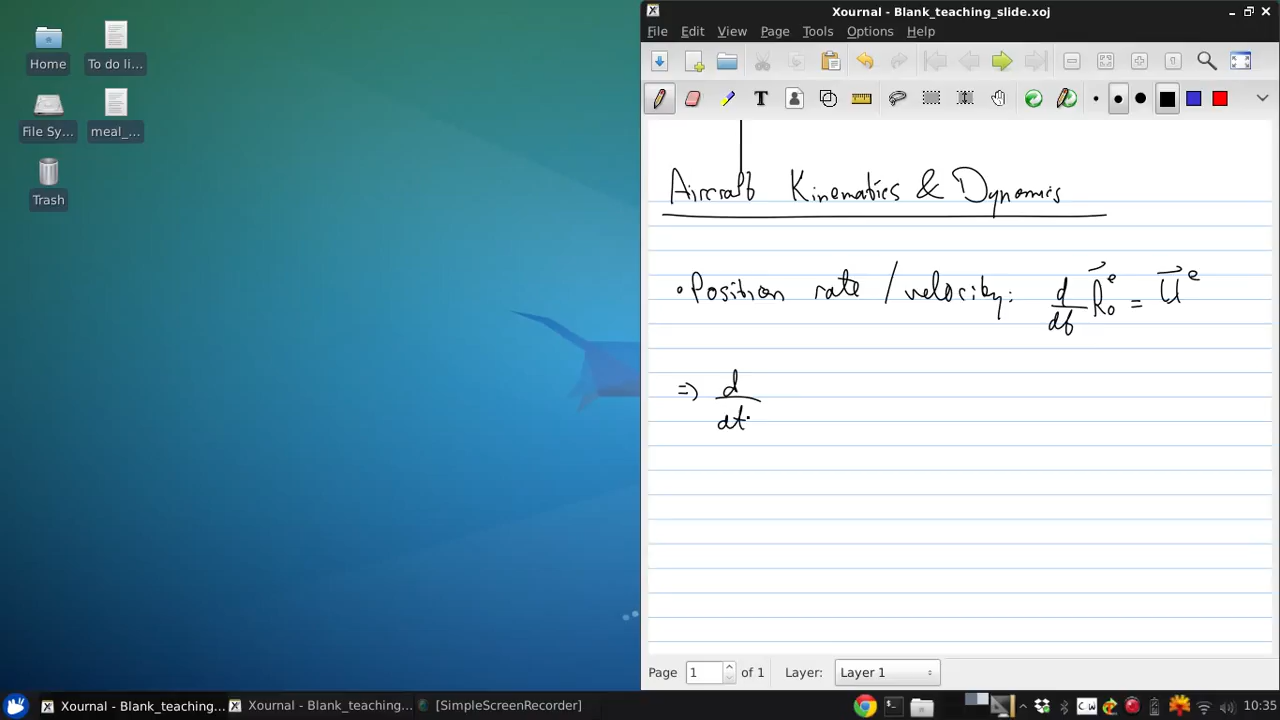 Xournal - Blank_teaching_slide.xoj
File Edit View Page Tools Options Help
Home
To do li...
File Sy...
meal_...
Trash
T
Aircraft Kinematics & Dynamics
• Position rate / velocity: d/dt R⃗₀ᵉ = U⃗ᵉ
=> d/dt
Page 1 of 1 Layer: Layer 1
Xournal - Blank_teaching... Xournal - Blank_teaching_slide.... [SimpleScreenRecorder] 10:35